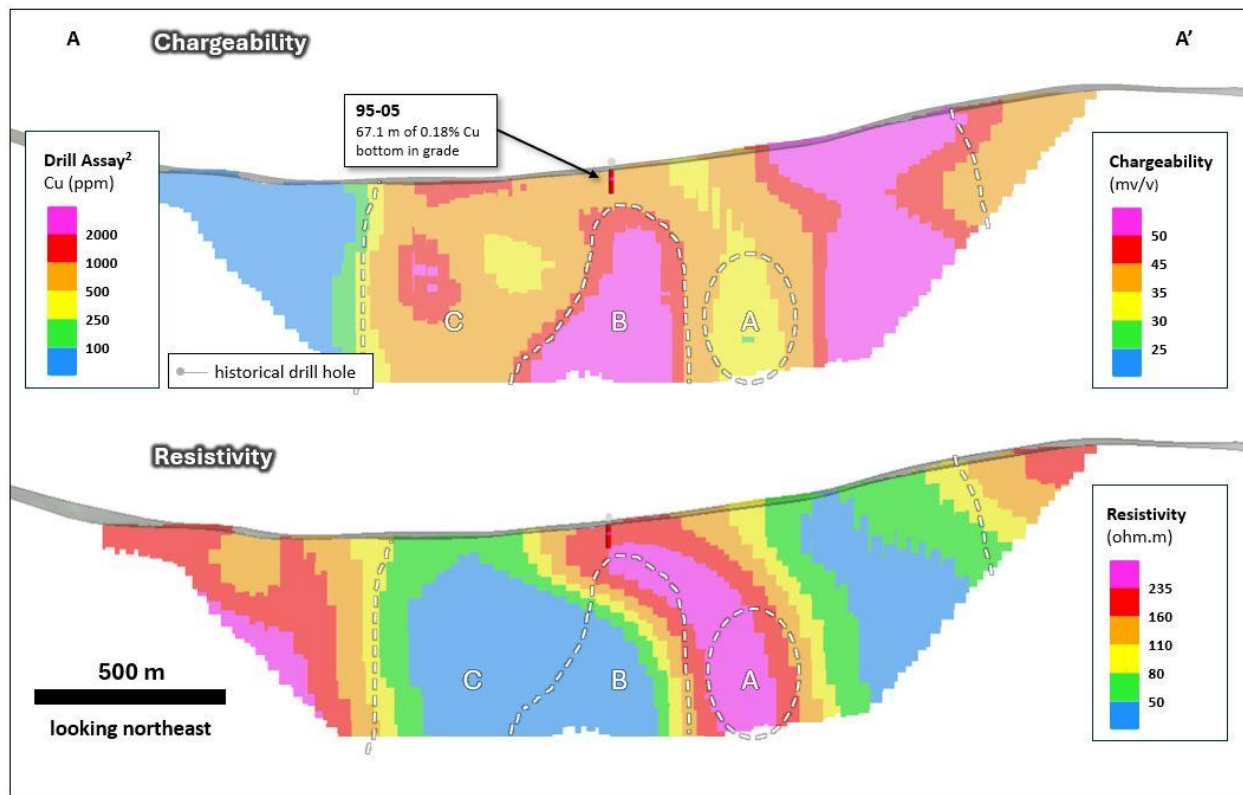 A
Chargeability
A'
95-05
67.1 m of 0.18% Cu
bottom in grade
Drill Assay²
Cu (ppm)
2000
1000
500
250
100
historical drill hole
C
B
A
Chargeability
(mv/v)
50
45
35
30
25
Resistivity
C
B
A
500 m
looking northeast
Resistivity
(ohm.m)
235
160
110
80
50